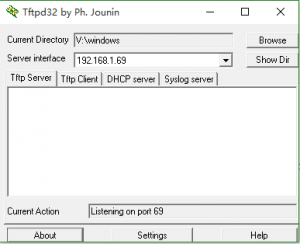 Tftpd32 by Ph. Jounin
Current Directory V:\windows Browse
Server interface 192.168.1.69 Show Dir
Tftp Server Tftp Client DHCP server Syslog server
Current Action Listening on port 69
About Settings Help